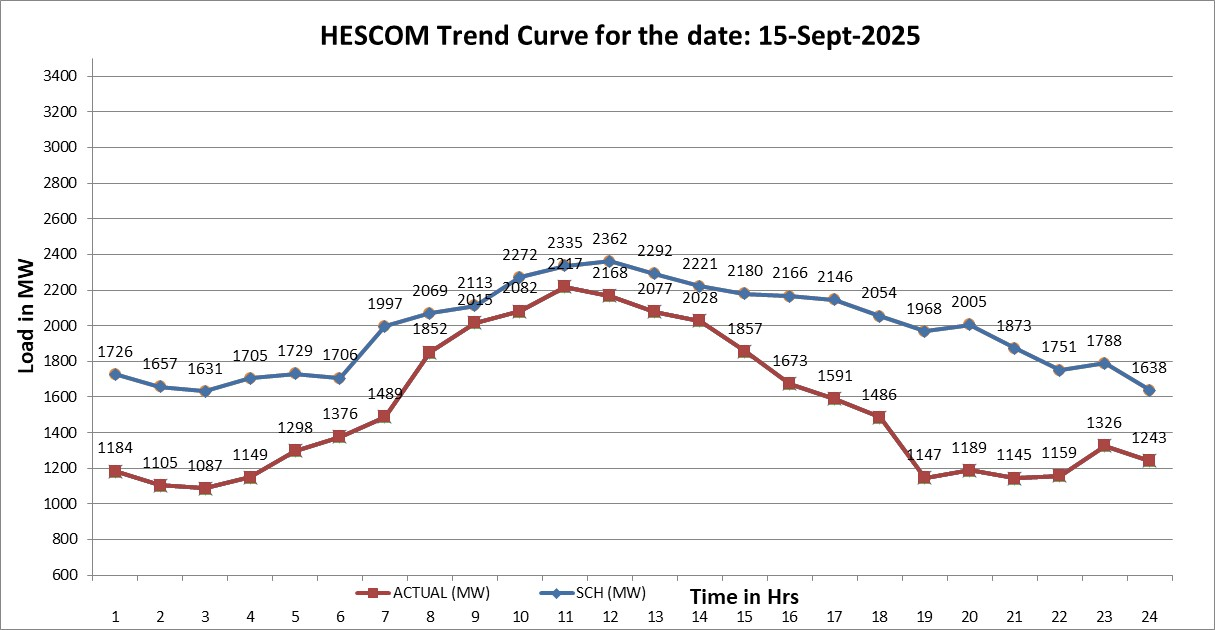 HESCOM Trend Curve for the date: 15-Sept-2025
Load in MW
3400
3200
3000
2800
2600
2400
2200
2000
1800
1600
1400
1200
1000
800
600
1726 1657 1631 1705 1729 1706 1997 2069 2113 2272 2335 2362 2292 2221 2180 2166 2146 2054 1968 2005 1873 1751 1788 1638
1184 1105 1087 1149 1298 1376 1489 1852 2015 2082 2217 2168 2077 2028 1857 1673 1591 1486 1147 1189 1145 1159 1326 1243
ACTUAL (MW) SCH (MW) Time in Hrs
1 2 3 4 5 6 7 8 9 10 11 12 13 14 15 16 17 18 19 20 21 22 23 24